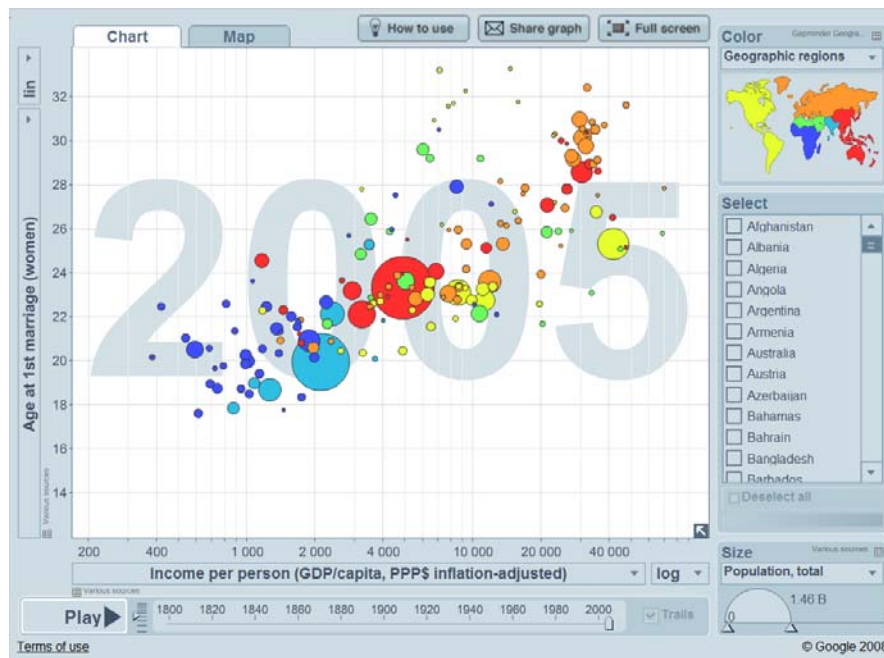 Chart
Map
How to use
Share graph
Full screen
lin
Age at 1st marriage (women)
Various sources
32
30
28
26
24
22
20
18
16
14
2005
200
400
1 000
2 000
4 000
10 000
20 000
40 000
Income per person (GDP/capita, PPP$ inflation-adjusted)
log
Various sources
Play
1800
1820
1840
1860
1880
1900
1920
1940
1960
1980
2000
Trails
Terms of use
Color
Gapminder Geogra...
Geographic regions
Select
Afghanistan
Albania
Algeria
Angola
Argentina
Armenia
Australia
Austria
Azerbaijan
Bahamas
Bahrain
Bangladesh
Barbados
Deselect all
Size
Various sources
Population, total
1.46 B
0
© Google 2008